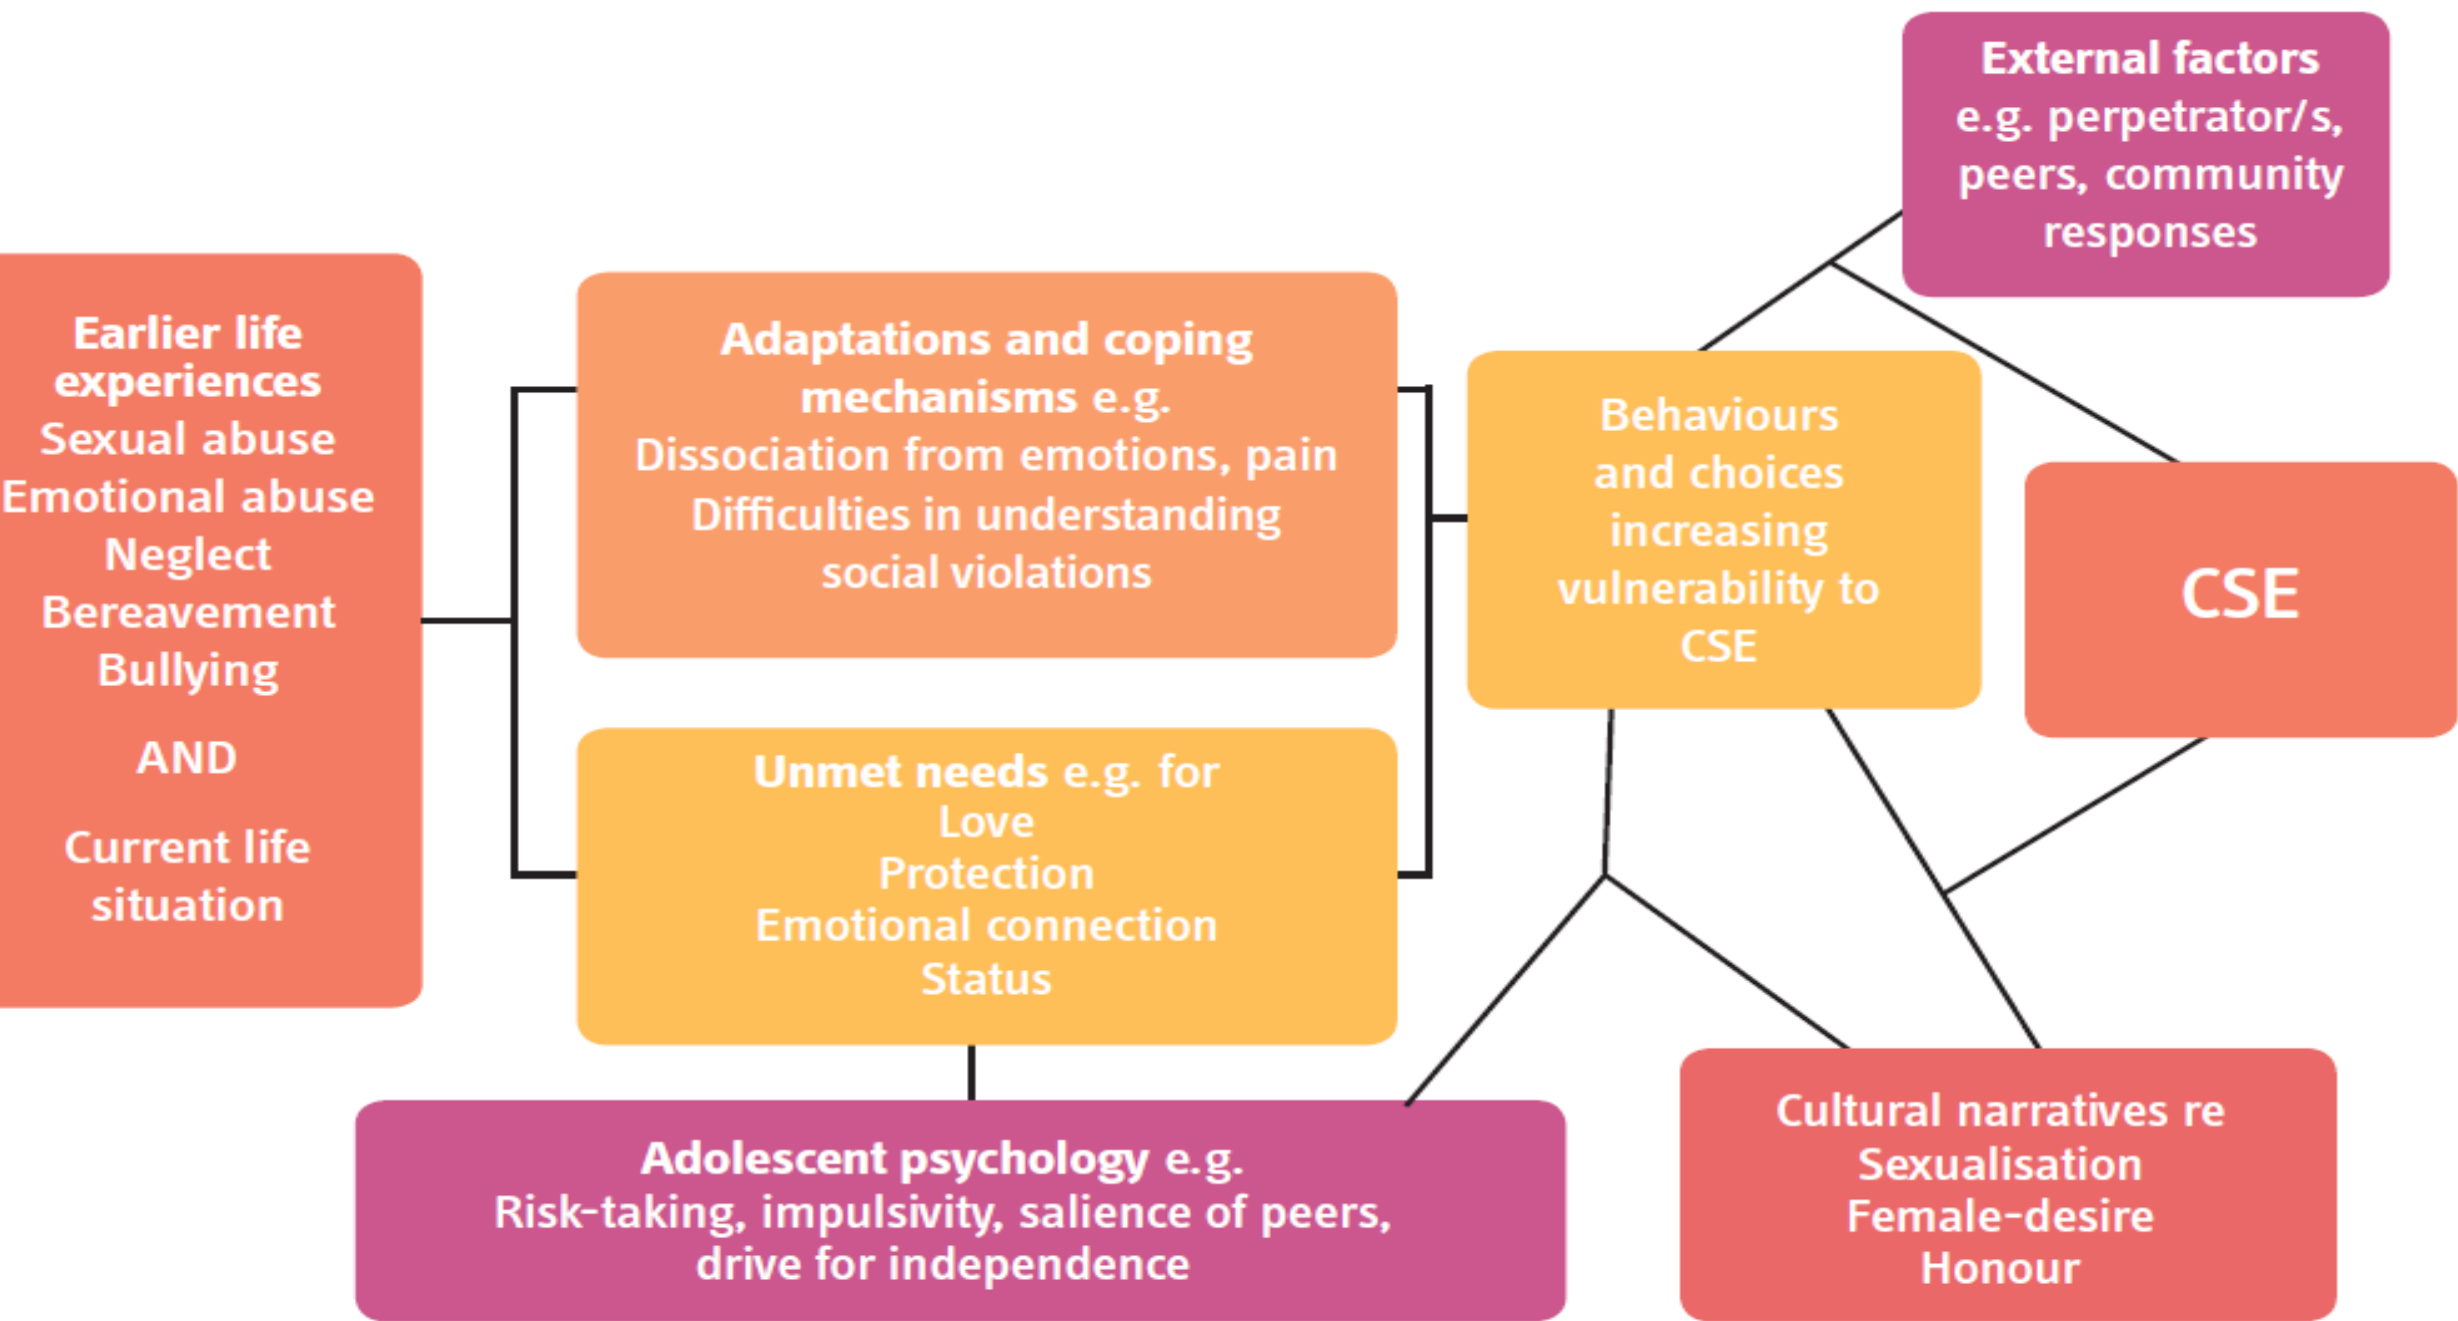 External factors
e.g. perpetrator/s,
peers, community
responses
Earlier life
experiences
Sexual abuse
Emotional abuse
Neglect
Bereavement
Bullying
AND
Current life
situation
Adaptations and coping
mechanisms e.g.
Dissociation from emotions, pain
Difficulties in understanding
social violations
Unmet needs e.g. for
Love
Protection
Emotional connection
Status
Behaviours
and choices
increasing
vulnerability to
CSE
CSE
Adolescent psychology e.g.
Risk-taking, impulsivity, salience of peers,
drive for independence
Cultural narratives re
Sexualisation
Female-desire
Honour